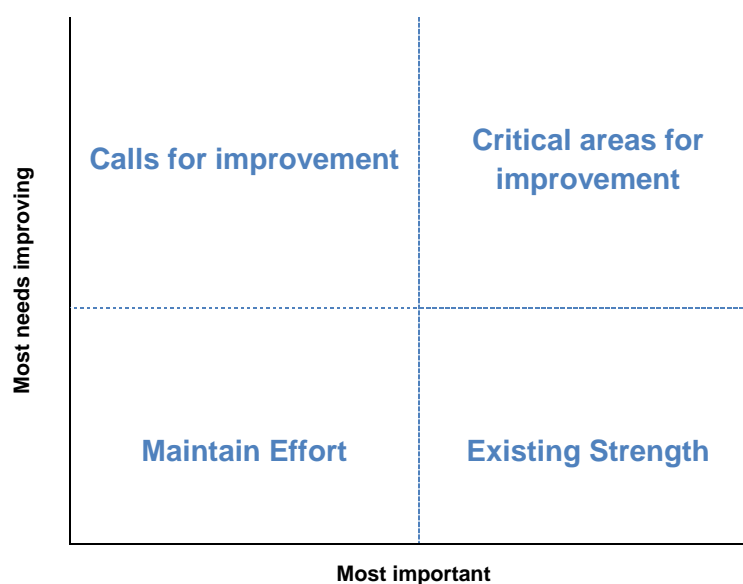 Most needs improving
Calls for improvement
Critical areas for
improvement
Maintain Effort
Existing Strength
Most important